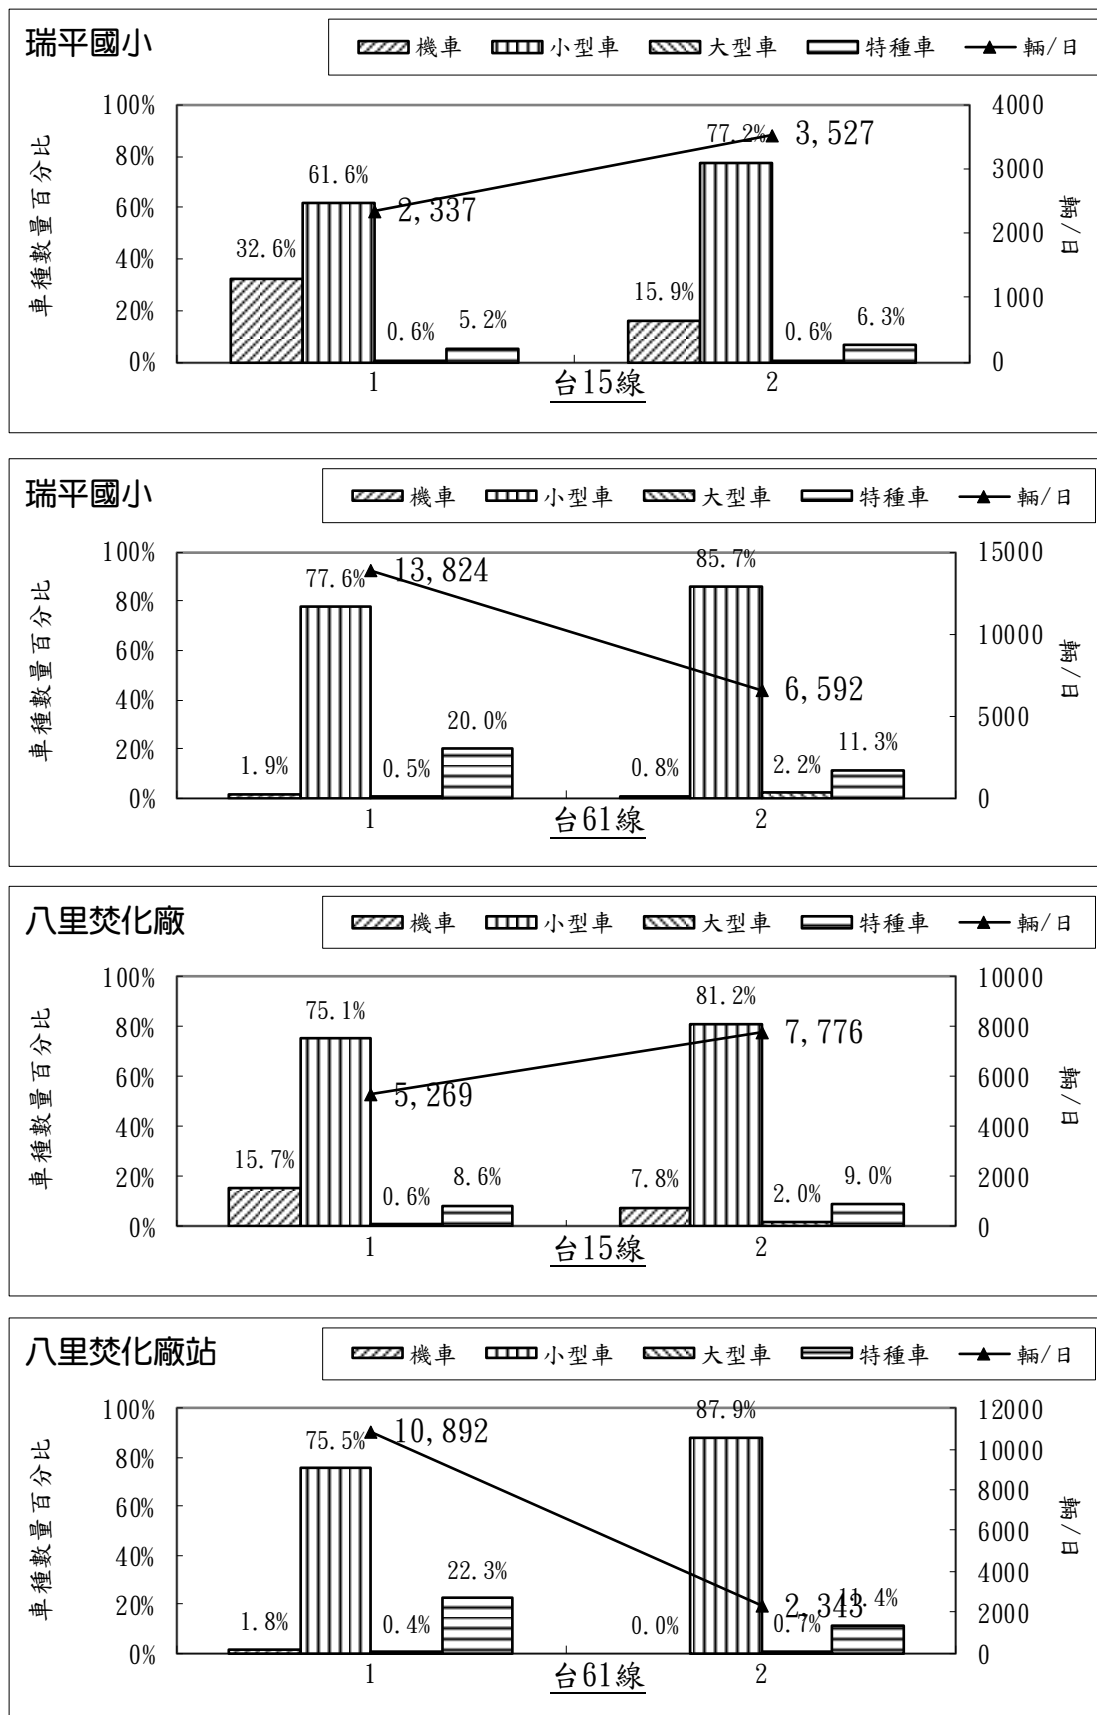 瑞平國小
機車 小型車 大型車 特種車 輛/日
車種數量百分比
100% 80% 60% 40% 20% 0%
32.6% 61.6% 0.6% 5.2% 2,337
15.9% 77.2% 0.6% 6.3% 3,527
4000 3000 2000 1000 0
輛/日
1 台15線 2
瑞平國小
機車 小型車 大型車 特種車 輛/日
車種數量百分比
100% 80% 60% 40% 20% 0%
1.9% 77.6% 0.5% 20.0% 13,824
0.8% 85.7% 2.2% 11.3% 6,592
15000 10000 5000 0
輛/日
1 台61線 2
八里焚化廠
機車 小型車 大型車 特種車 輛/日
車種數量百分比
100% 80% 60% 40% 20% 0%
15.7% 75.1% 0.6% 8.6% 5,269
7.8% 81.2% 2.0% 9.0% 7,776
10000 8000 6000 4000 2000 0
輛/日
1 台15線 2
八里焚化廠站
機車 小型車 大型車 特種車 輛/日
車種數量百分比
100% 80% 60% 40% 20% 0%
1.8% 75.5% 0.4% 22.3% 10,892
0.0% 87.9% 0.7% 11.4% 2,343
12000 10000 8000 6000 4000 2000 0
輛/日
1 台61線 2